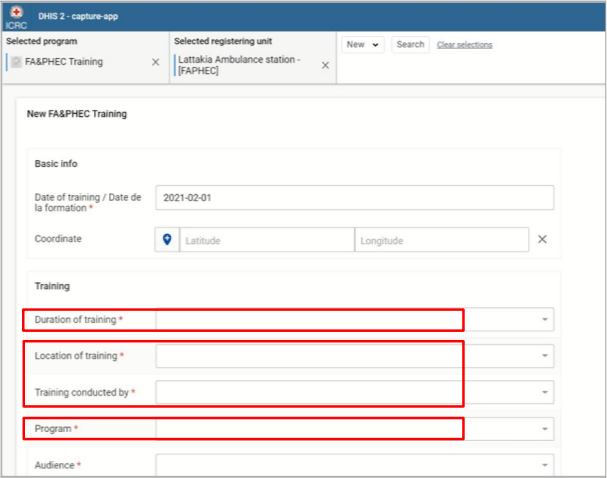 DHIS 2 - capture-app
ICRC
Selected program
FA&PHEC Training
Selected registering unit
Lattakia Ambulance station -
[FAPHEC]
New
Search
Clear selections
New FA&PHEC Training
Basic info
Date of training / Date de
la formation *
2021-02-01
Coordinate
Latitude
Longitude
Training
Duration of training *
Location of training *
Training conducted by *
Program *
Audience *